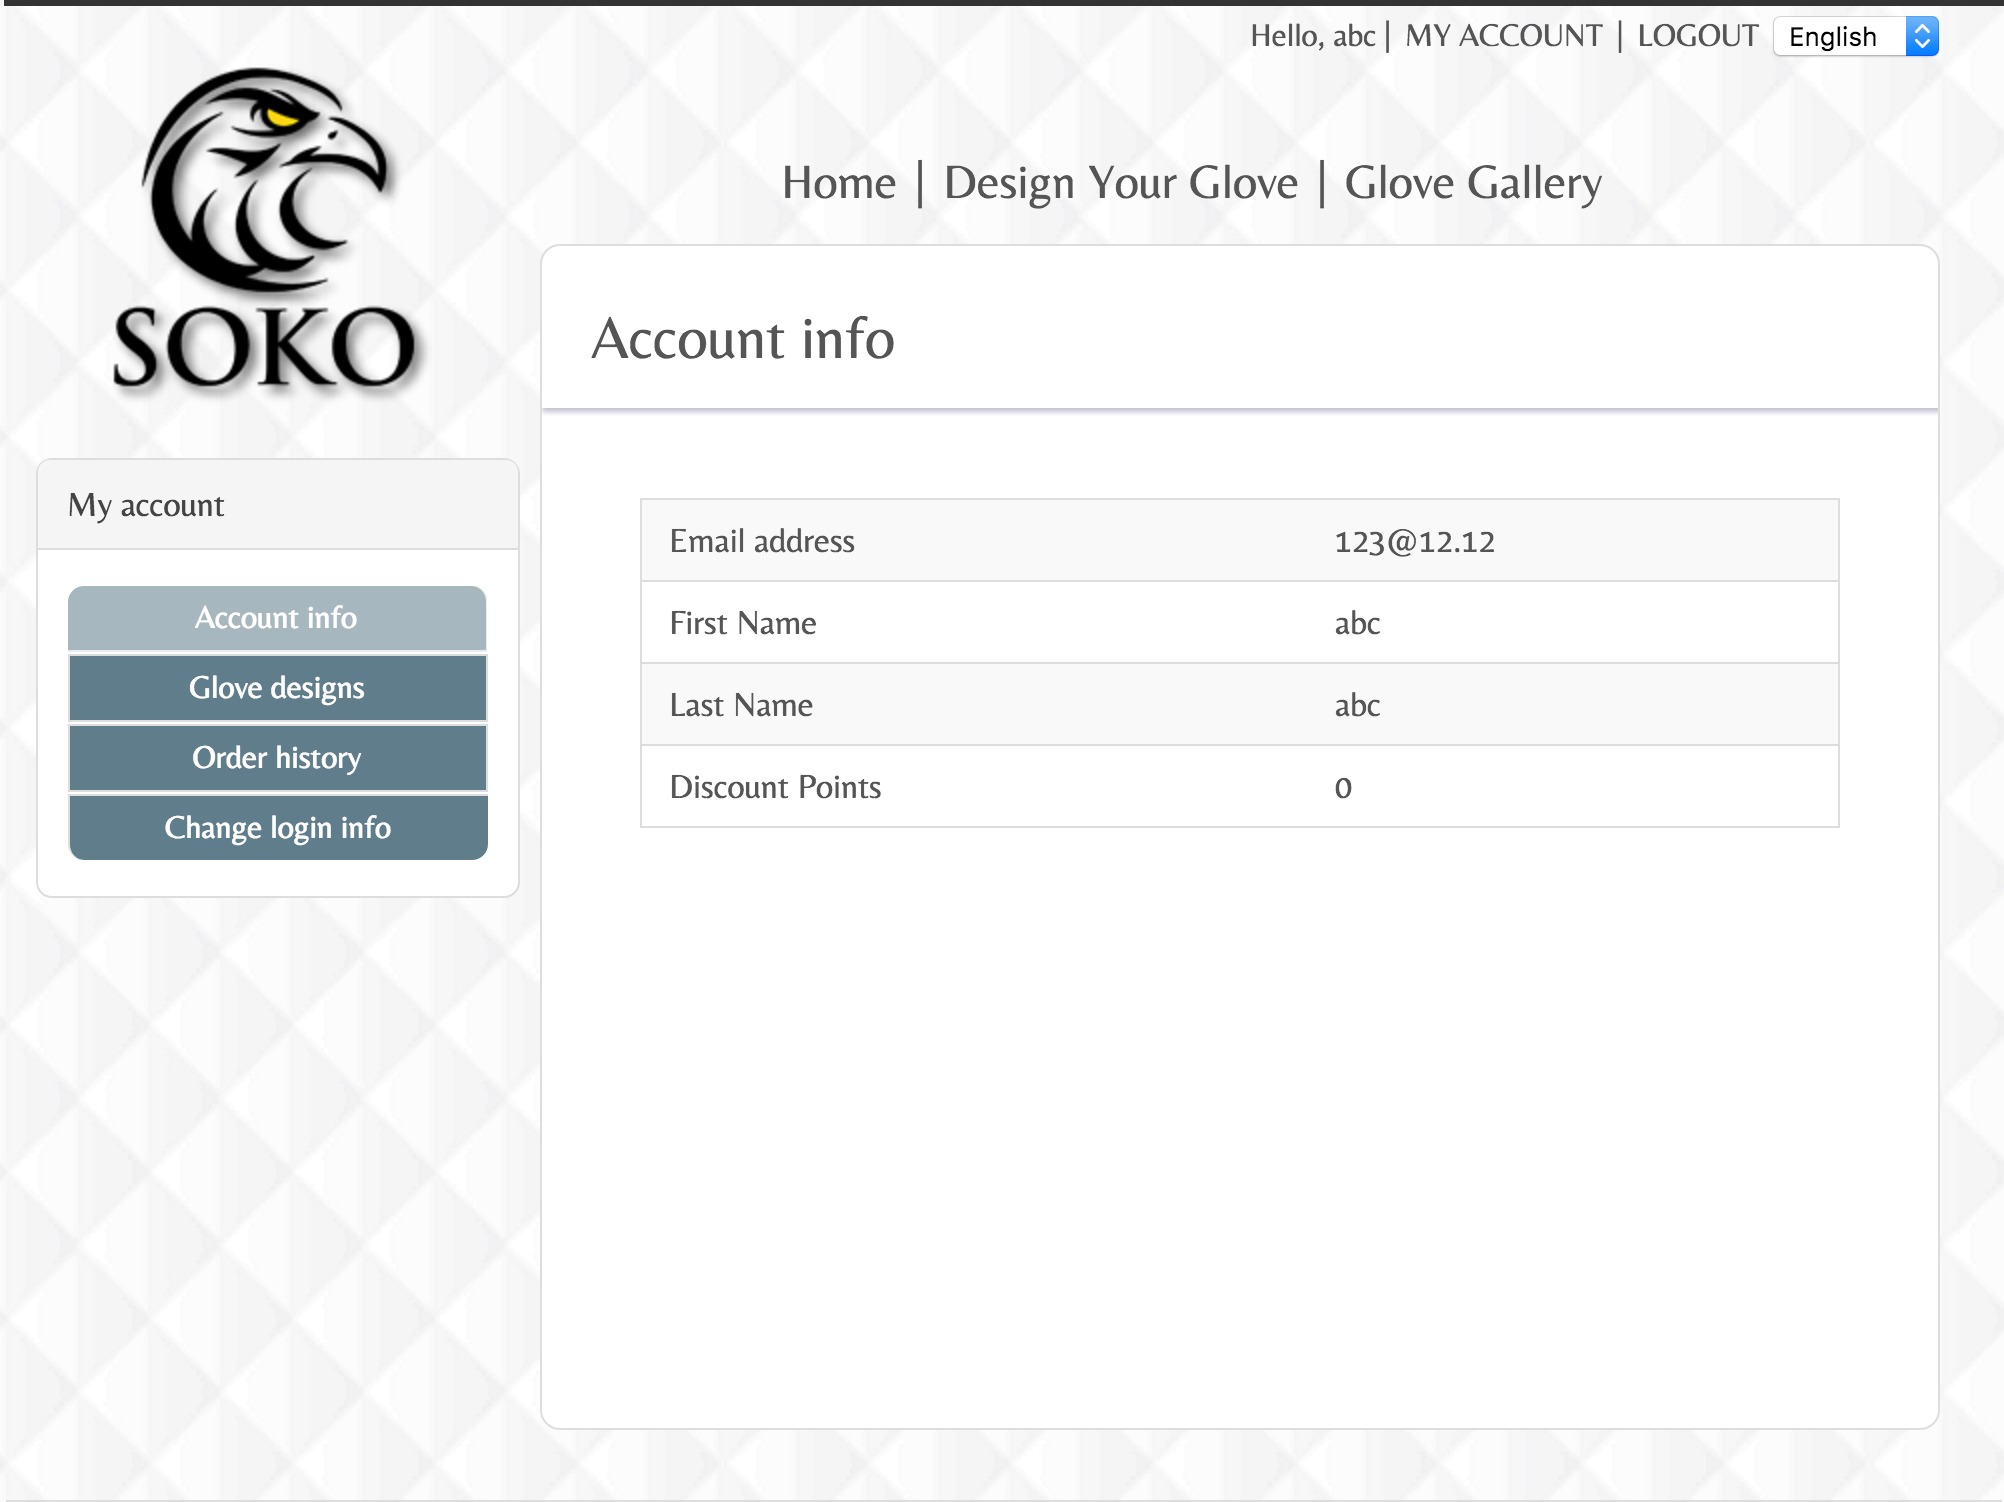 Hello, abc | MY ACCOUNT | LOGOUT English
SOKO
Home | Design Your Glove | Glove Gallery
My account
Account info
Glove designs
Order history
Change login info
Account info
Email address 123@12.12
First Name abc
Last Name abc
Discount Points 0